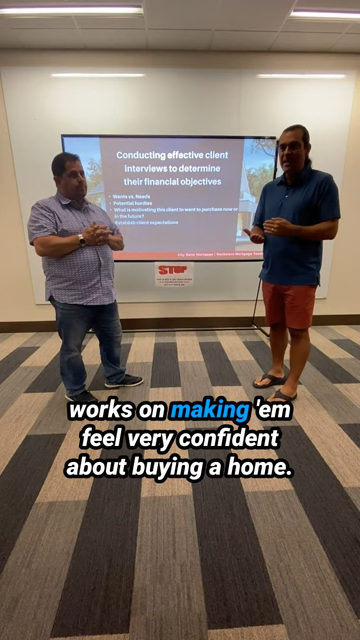 Conducting effective client
interviews to determine
their financial objectives
Wants vs. Needs
Potential hurdles
What is motivating this client to want to purchase now or
in the future?
Establish client expectations
STOP
works on making 'em
feel very confident
about buying a home.